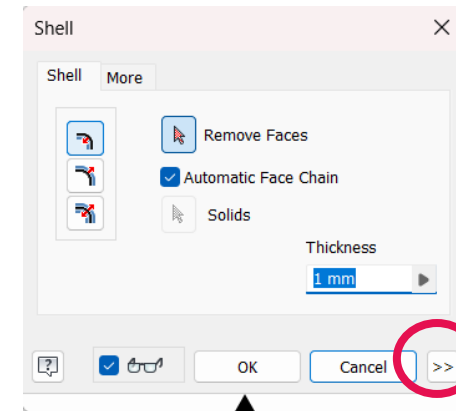 Shell
Shell More
Remove Faces
Automatic Face Chain
Solids
Thickness
1 mm
? OK Cancel >>